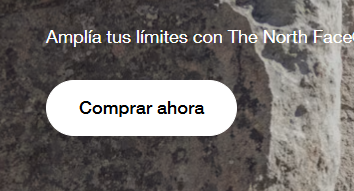 Amplía tus límites con The North Face
Comprar ahora